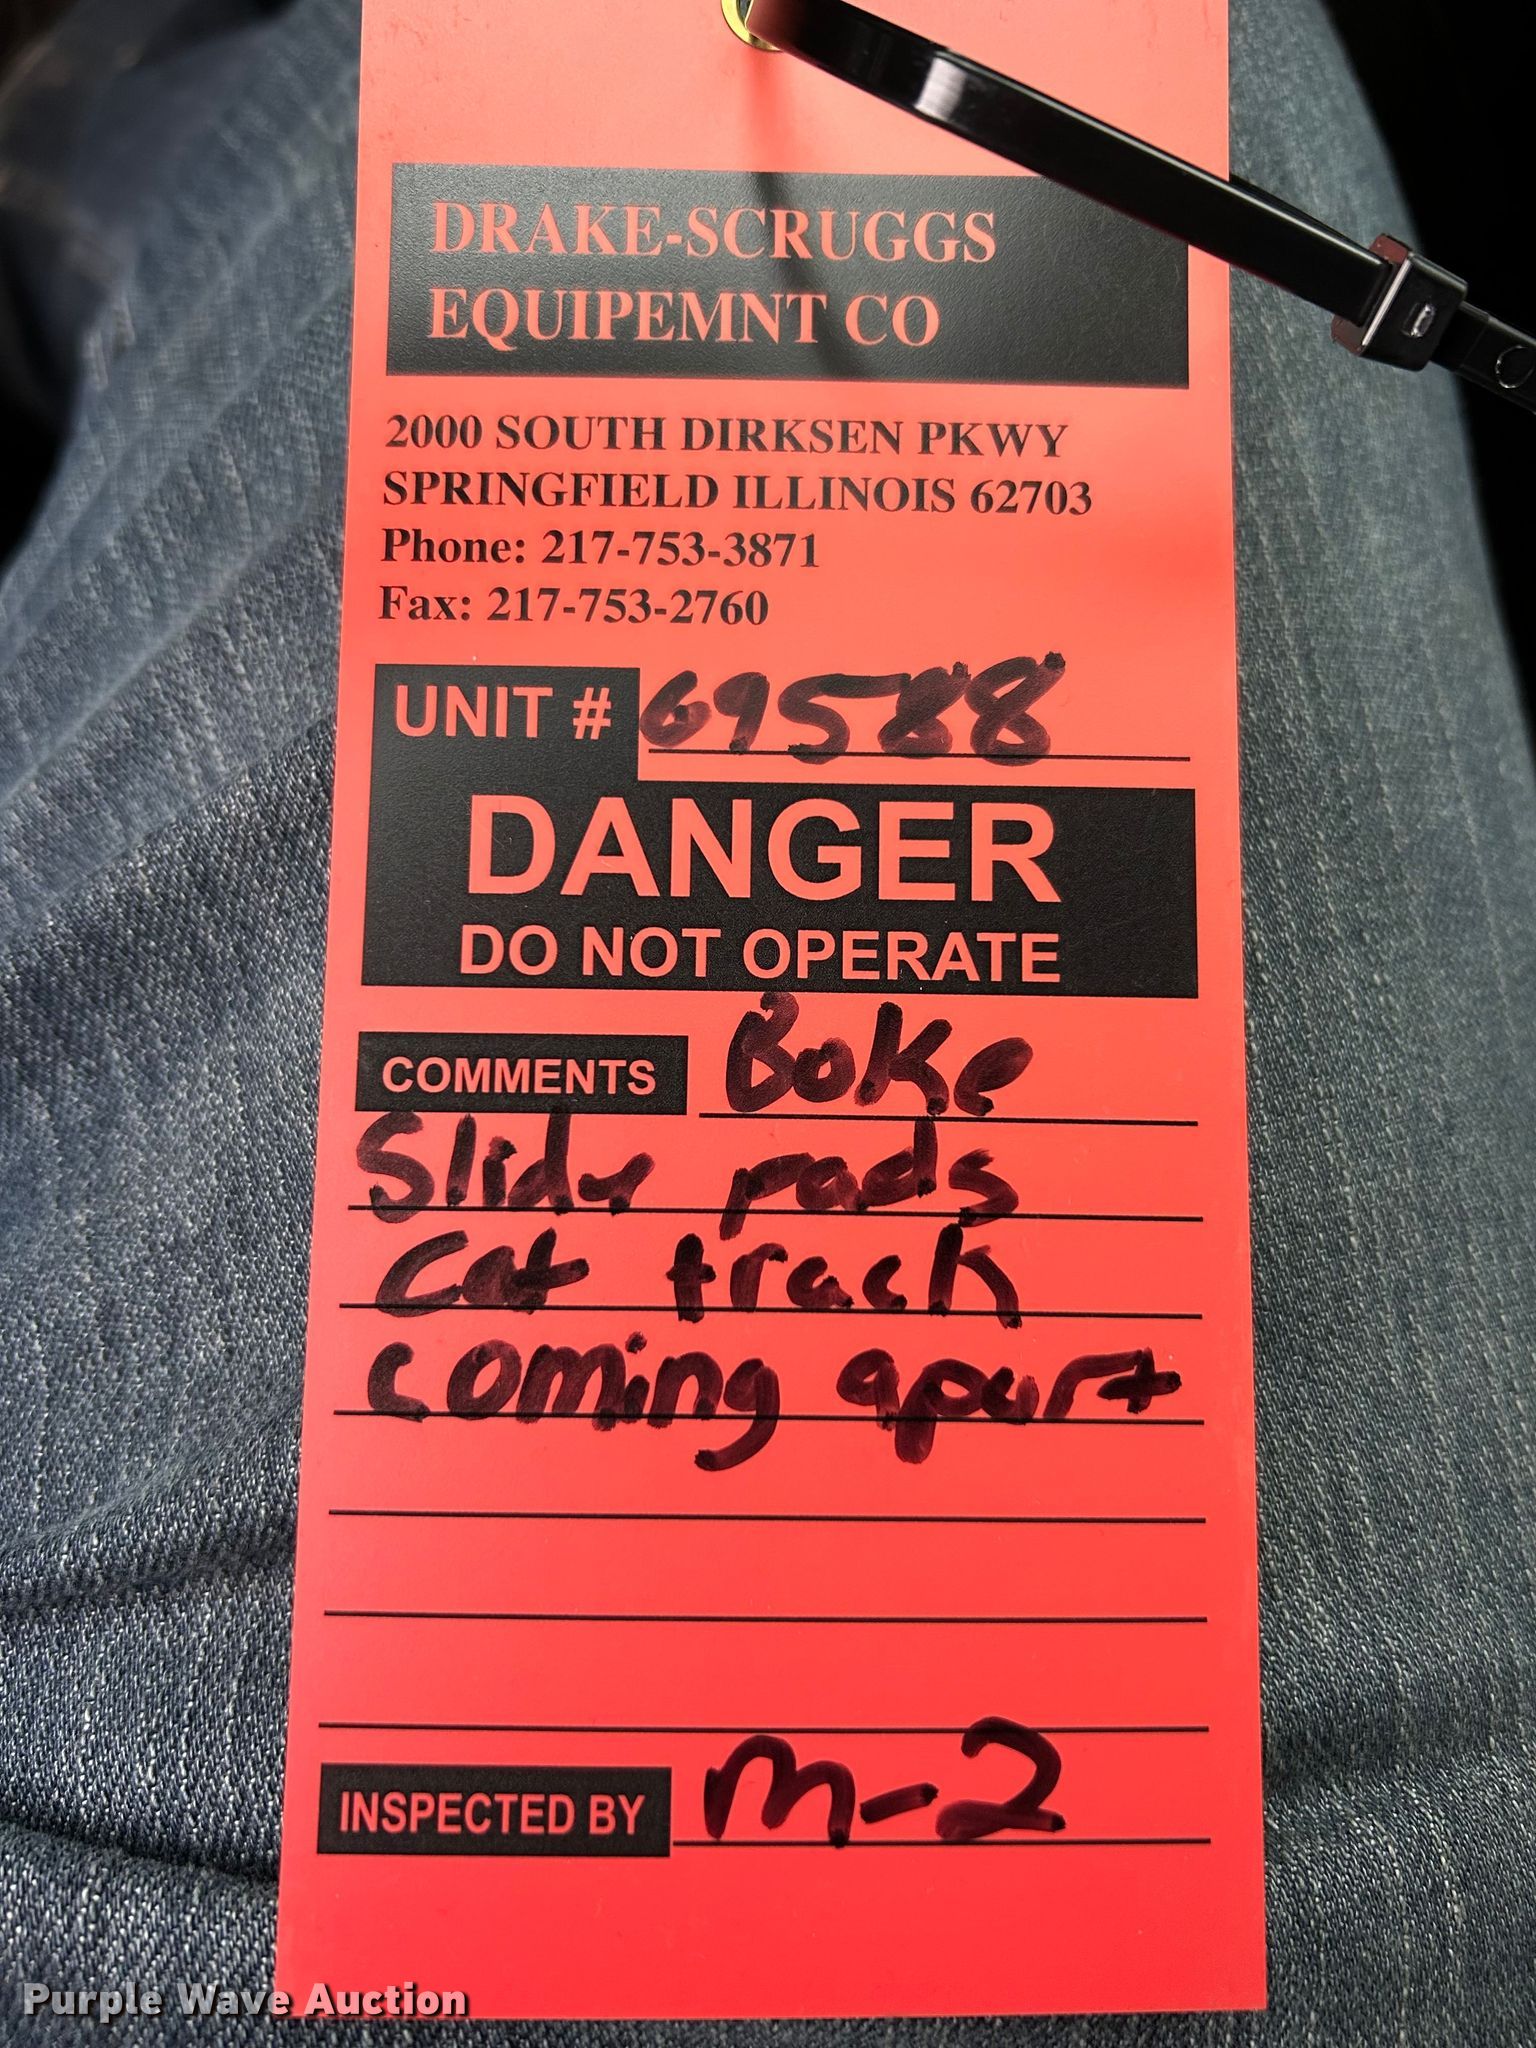 DRAKE-SCRUGGS
EQUIPEMNT CO
2000 SOUTH DIRKSEN PKWY
SPRINGFIELD ILLINOIS 62703
Phone: 217-753-3871
Fax: 217-753-2760
UNIT # 69588
DANGER
DO NOT OPERATE
COMMENTS Boke
Slide pads
Cat track
coming apart
INSPECTED BY M-2
Purple Wave Auction